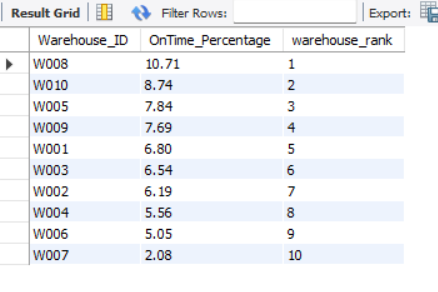 Result Grid Filter Rows: Export:
Warehouse_ID OnTime_Percentage warehouse_rank
W008 10.71 1
W010 8.74 2
W005 7.84 3
W009 7.69 4
W001 6.80 5
W003 6.54 6
W002 6.19 7
W004 5.56 8
W006 5.05 9
W007 2.08 10